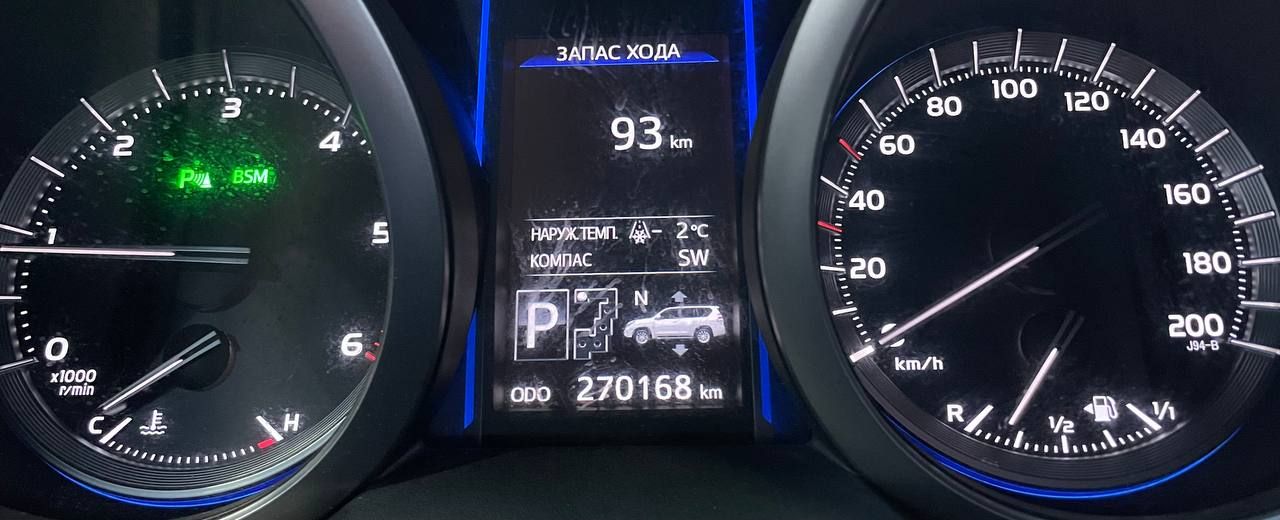 0
1
2
3
4
5
6
x1000
r/min
P BSM
C H
ЗАПАС ХОДА
93 km
НАРУЖ.ТЕМП. - 2°C
КОМПАС SW
P N
ODO 270168 km
20
40
60
80
100
120
140
160
180
200
J94-B
km/h
R 1/2 1/1